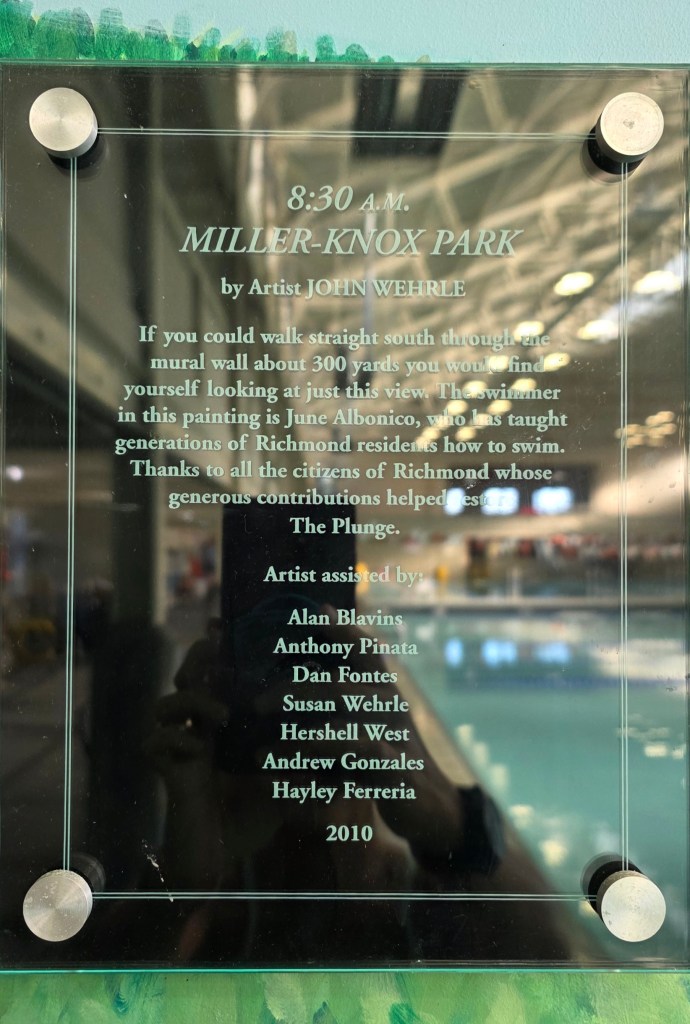 8:30 A.M.
MILLER-KNOX PARK
by Artist JOHN WEHRLE
If you could walk straight south through the
mural wall about 300 yards you would find
yourself looking at just this view. The swimmer
in this painting is June Albonico, who has taught
generations of Richmond residents how to swim.
Thanks to all the citizens of Richmond whose
generous contributions helped restore
The Plunge.
Artist assisted by:
Alan Blavins
Anthony Pinata
Dan Fontes
Susan Wehrle
Hershell West
Andrew Gonzales
Hayley Ferreria
2010